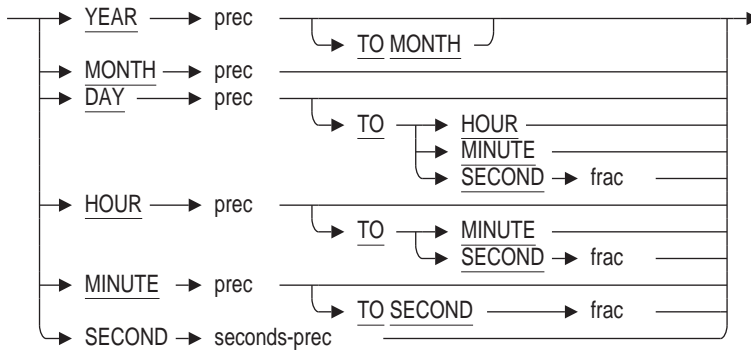 YEAR prec
TO MONTH
MONTH prec
DAY prec
TO HOUR
MINUTE
SECOND frac
HOUR prec
TO MINUTE
SECOND frac
MINUTE prec
TO SECOND frac
SECOND seconds-prec